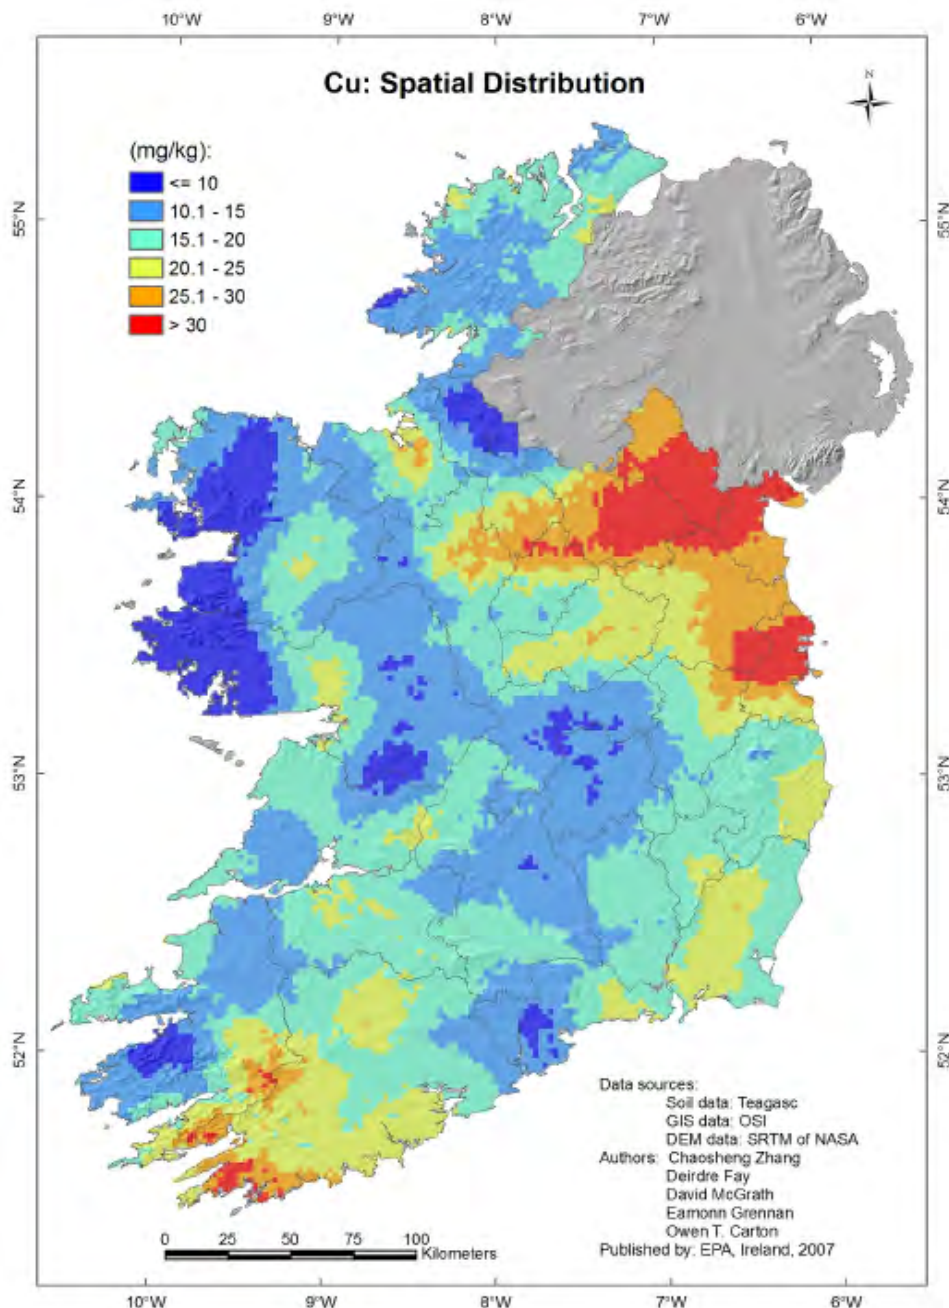 10°W 9°W 8°W 7°W 6°W
Cu: Spatial Distribution
N
(mg/kg):
<= 10
10.1 - 15
15.1 - 20
20.1 - 25
25.1 - 30
> 30
55°N 55°N
54°N 54°N
53°N 53°N
52°N 52°N
Data sources:
Soil data: Teagasc
GIS data: OSI
DEM data: SRTM of NASA
Authors: Chaosheng Zhang
Deirdre Fay
David McGrath
Eamonn Grennan
Owen T. Carton
Published by: EPA, Ireland, 2007
0 25 50 75 100
Kilometers
10°W 9°W 8°W 7°W 6°W